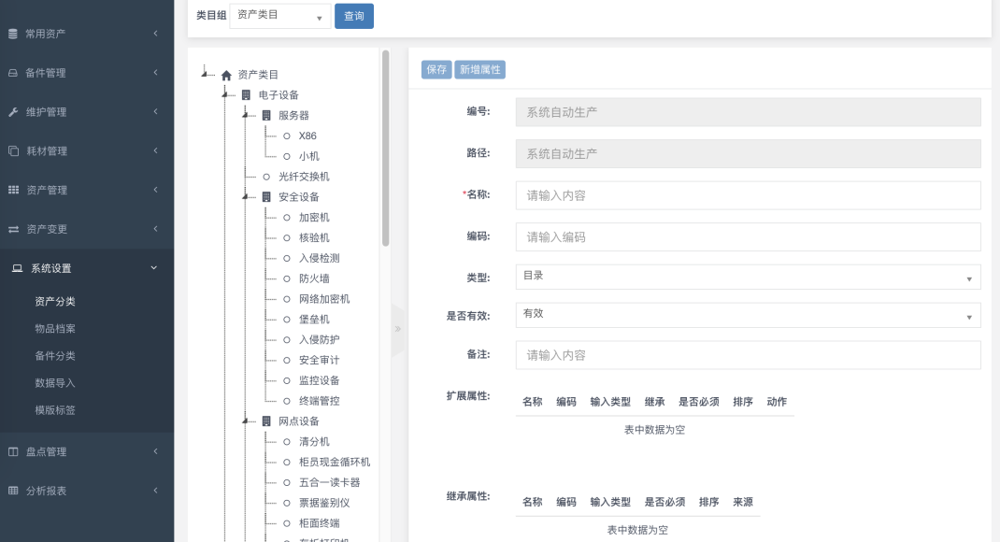 类目组 资产类目 查询
常用资产
备件管理
维护管理
耗材管理
资产管理
资产变更
系统设置
资产分类
物品档案
备件分类
数据导入
模版标签
盘点管理
分析报表
资产类目
电子设备
服务器
X86
小机
光纤交换机
安全设备
加密机
核验机
入侵检测
防火墙
网络加密机
堡垒机
入侵防护
安全审计
监控设备
终端管控
网点设备
清分机
柜员现金循环机
五合一读卡器
票据鉴别仪
柜面终端
保存 新增属性
编号: 系统自动生产
路径: 系统自动生产
*名称: 请输入内容
编码: 请输入编码
类型: 目录
是否有效: 有效
备注: 请输入内容
扩展属性: 名称 编码 输入类型 继承 是否必须 排序 动作
表中数据为空
继承属性: 名称 编码 输入类型 是否必须 排序 来源
表中数据为空